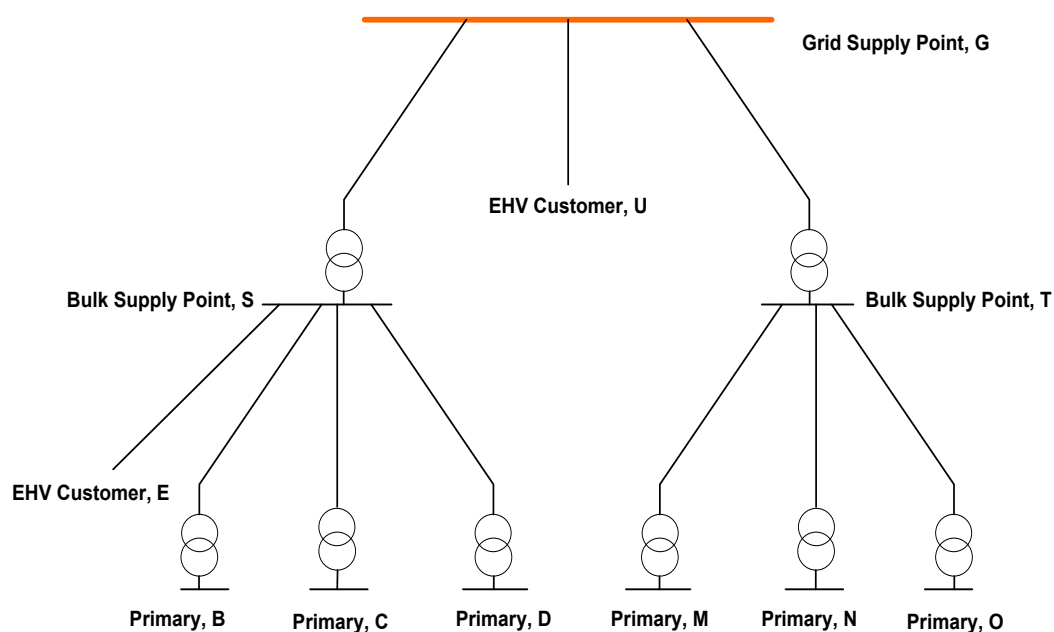 Grid Supply Point, G
EHV Customer, U
Bulk Supply Point, S
Bulk Supply Point, T
EHV Customer, E
Primary, B
Primary, C
Primary, D
Primary, M
Primary, N
Primary, O